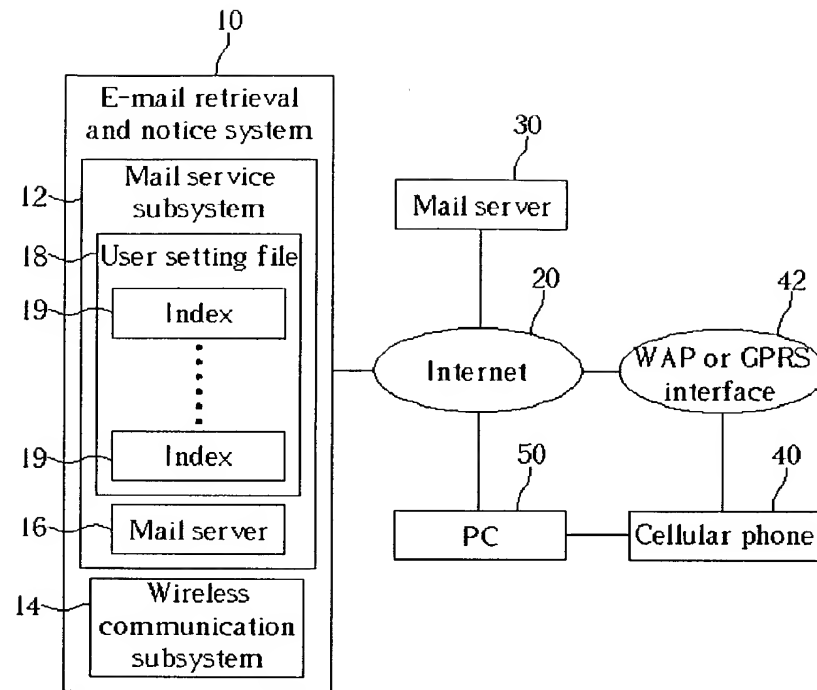 10
E-mail retrieval
and notice system
12
Mail service
subsystem
18
User setting file
19
Index
19
Index
16
Mail server
14
Wireless
communication
subsystem
30
Mail server
20
Internet
42
WAP or GPRS
interface
50
PC
40
Cellular phone